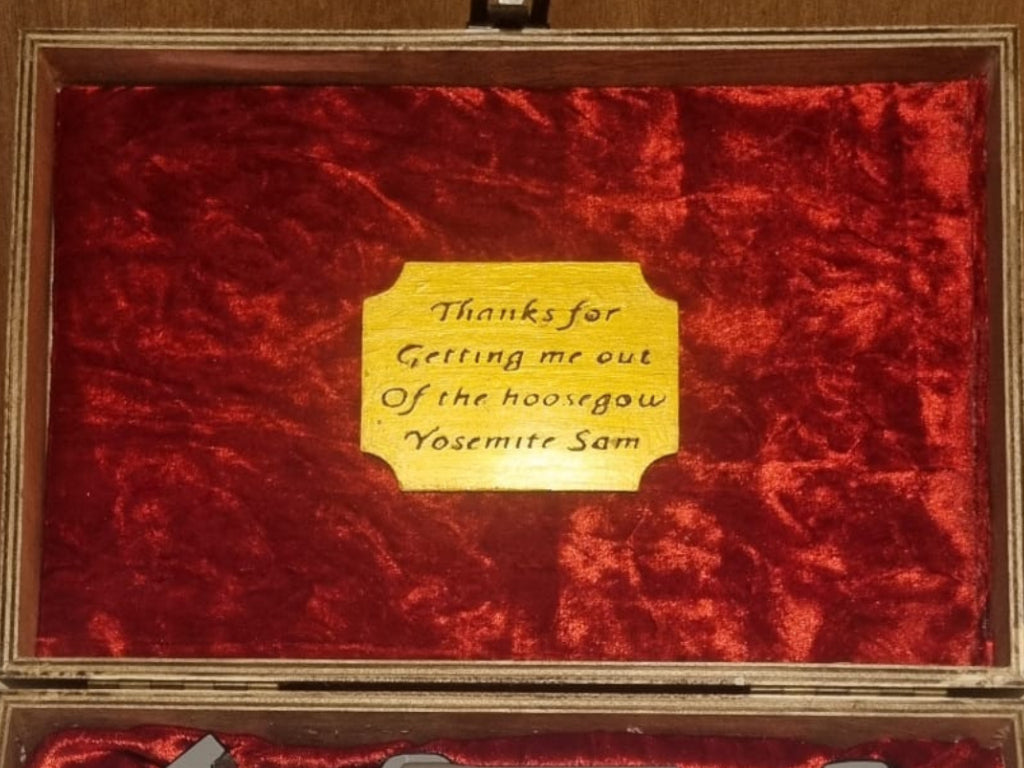 Thanks for
Getting me out
Of the hoosegow
Yosemite Sam